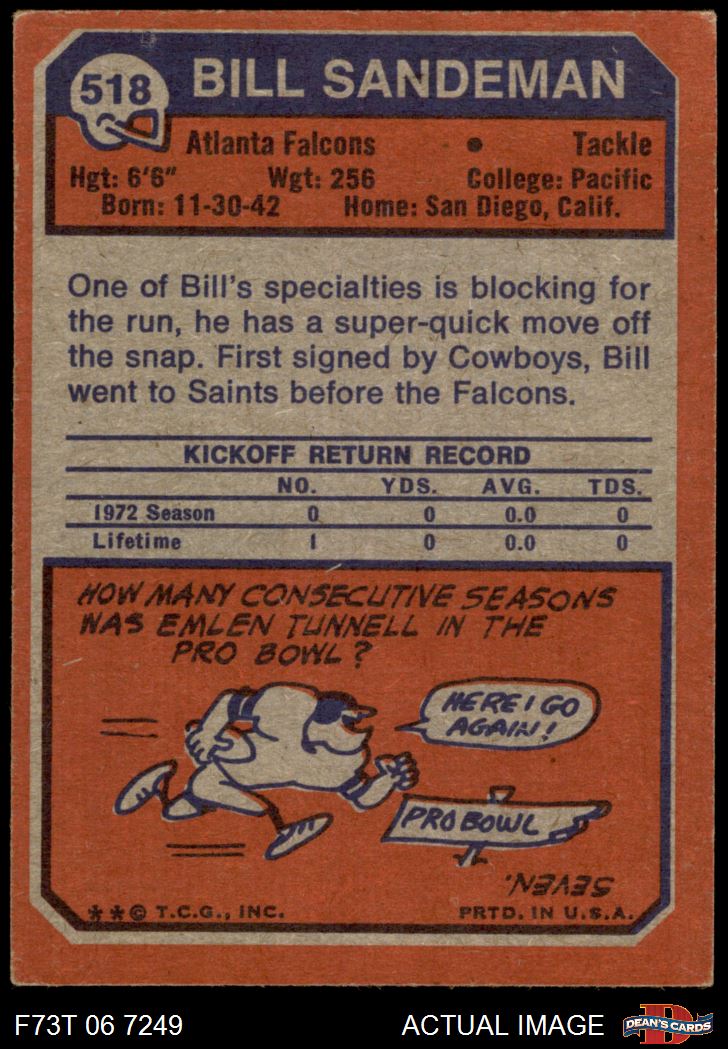 518
BILL SANDEMAN
Atlanta Falcons • Tackle
Hgt: 6'6" Wgt: 256 College: Pacific
Born: 11-30-42 Home: San Diego, Calif.
One of Bill's specialties is blocking for
the run, he has a super-quick move off
the snap. First signed by Cowboys, Bill
went to Saints before the Falcons.
KICKOFF RETURN RECORD
NO. YDS. AVG. TDS.
1972 Season 0 0 0.0 0
Lifetime 1 0 0.0 0
HOW MANY CONSECUTIVE SEASONS
WAS EMLEN TUNNELL IN THE
PRO BOWL?
HERE I GO
AGAIN!
PRO BOWL
SEVEN.
**© T.C.G., INC. PRTD. IN U.S.A.
F73T 06 7249 ACTUAL IMAGE
DEAN'S CARDS